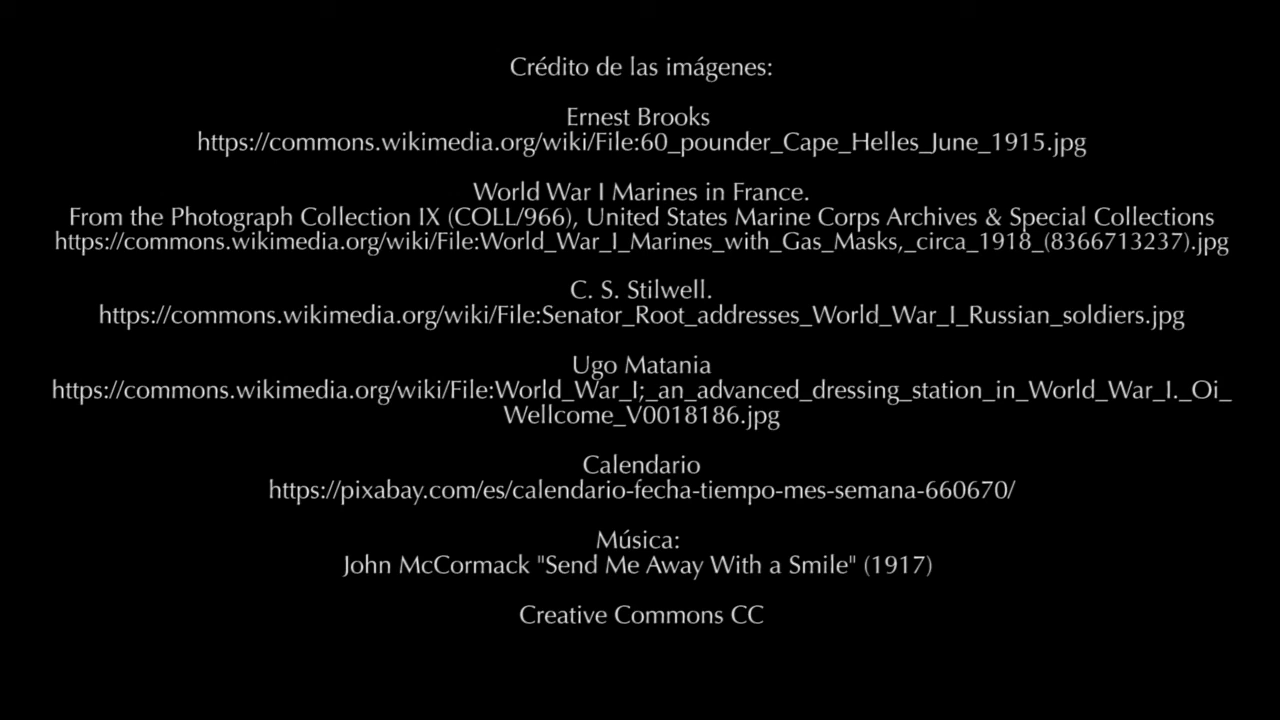 Crédito de las imágenes:
Ernest Brooks
https://commons.wikimedia.org/wiki/File:60_pounder_Cape_Helles_June_1915.jpg
World War I Marines in France.
From the Photograph Collection IX (COLL/966), United States Marine Corps Archives & Special Collections
https://commons.wikimedia.org/wiki/File:World_War_I_Marines_with_Gas_Masks,_circa_1918_(8366713237).jpg
C. S. Stilwell.
https://commons.wikimedia.org/wiki/File:Senator_Root_addresses_World_War_I_Russian_soldiers.jpg
Ugo Matania
https://commons.wikimedia.org/wiki/File:World_War_I;_an_advanced_dressing_station_in_World_War_I._Oi_
Wellcome_V0018186.jpg
Calendario
https://pixabay.com/es/calendario-fecha-tiempo-mes-semana-660670/
Música:
John McCormack "Send Me Away With a Smile" (1917)
Creative Commons CC